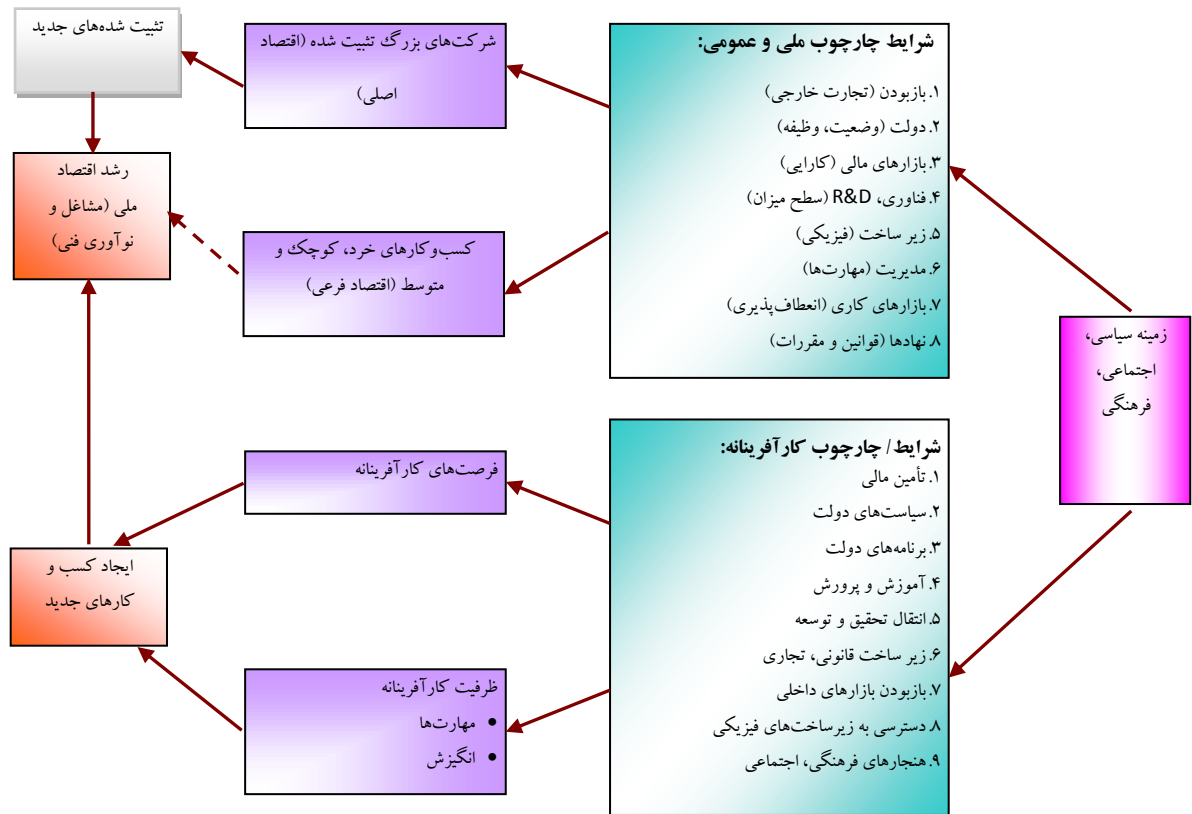 زمینه سیاسی،
اجتماعی،
فرهنگی
شرایط چارچوب ملی و عمومی:
۱.بازبودن (تجارت خارجی)
۲.دولت (وضعیت، وظیفه)
۳.بازارهای مالی (کارایی)
۴.فناوری، R&D (سطح میزان)
۵.زیر ساخت (فیزیکی)
۶.مدیریت (مهارت‌ها)
۷.بازارهای کاری (انعطاف‌پذیری)
۸.نهادها (قوانین و مقررات)
شرایط/ چارچوب کارآفرینانه:
۱.تأمین مالی
۲.سیاست‌های دولت
۳.برنامه‌های دولت
۴.آموزش و پرورش
۵.انتقال تحقیق و توسعه
۶.زیر ساخت قانونی، تجاری
۷.بازبودن بازارهای داخلی
۸.دسترسی به زیرساخت‌های فیزیکی
۹.هنجارهای فرهنگی، اجتماعی
شرکت‌های بزرگ تثبیت شده (اقتصاد
اصلی)
کسب‌وکارهای خرد، کوچک و
متوسط (اقتصاد فرعی)
فرصت‌های کارآفرینانه
ظرفیت کارآفرینانه
• مهارت‌ها
• انگیزش
تثبیت شده‌های جدید
رشد اقتصاد
ملی (مشاغل و
نوآوری فنی)
ایجاد کسب و
کارهای جدید